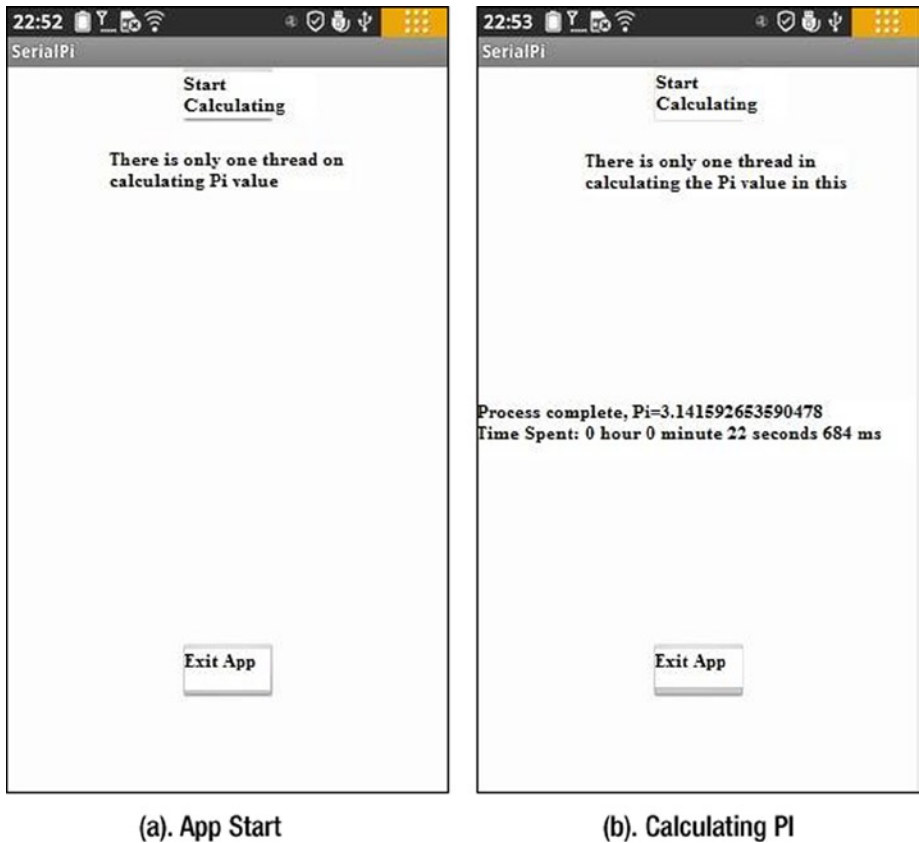 22:52
SerialPi
Start
Calculating
There is only one thread on
calculating Pi value
Exit App
(a). App Start
22:53
SerialPi
Start
Calculating
There is only one thread in
calculating the Pi value in this
Process complete, Pi=3.141592653590478
Time Spent: 0 hour 0 minute 22 seconds 684 ms
Exit App
(b). Calculating PI